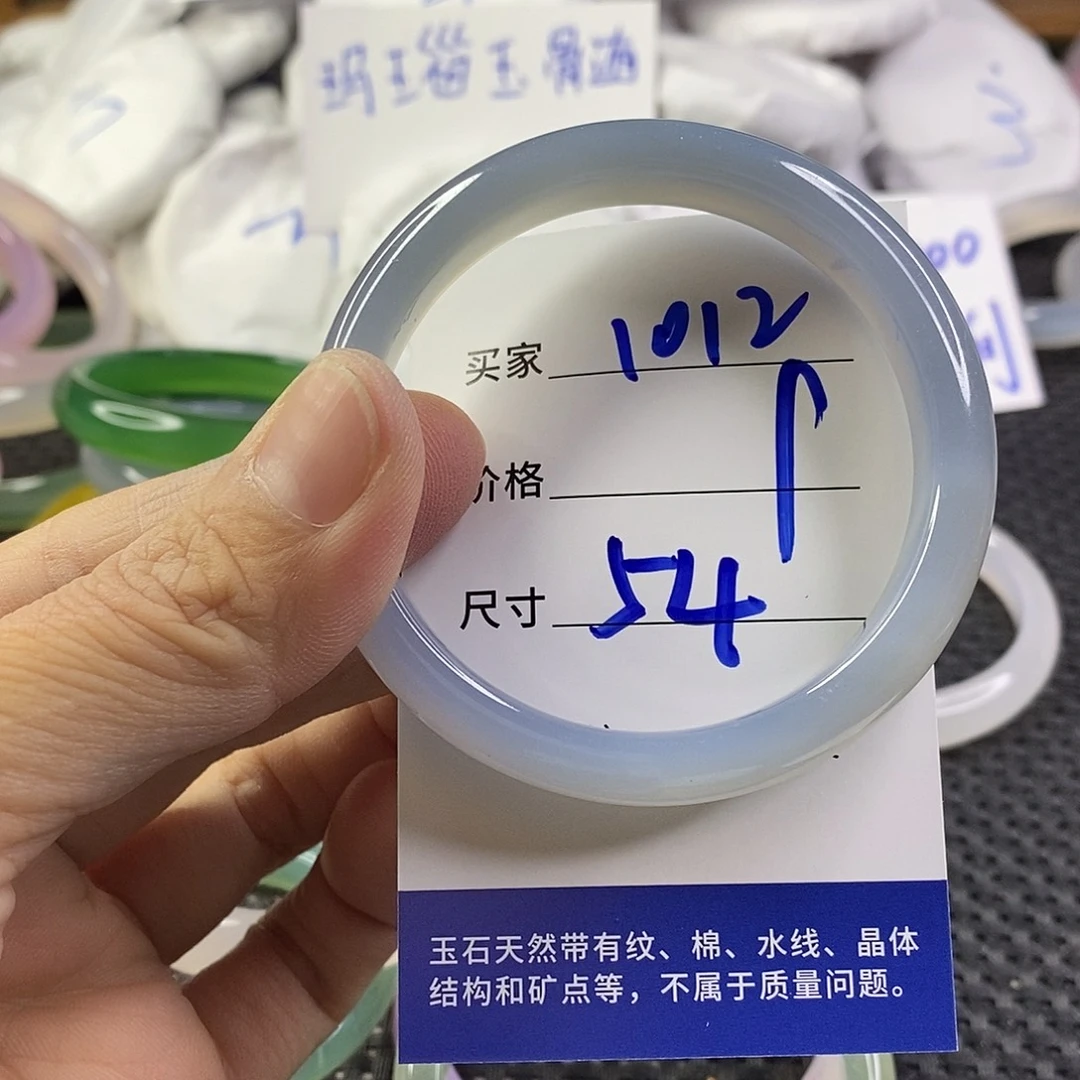 买家 1012
价格
尺寸 54
玉石天然带有纹、棉、水线、晶体
结构和矿点等，不属于质量问题。